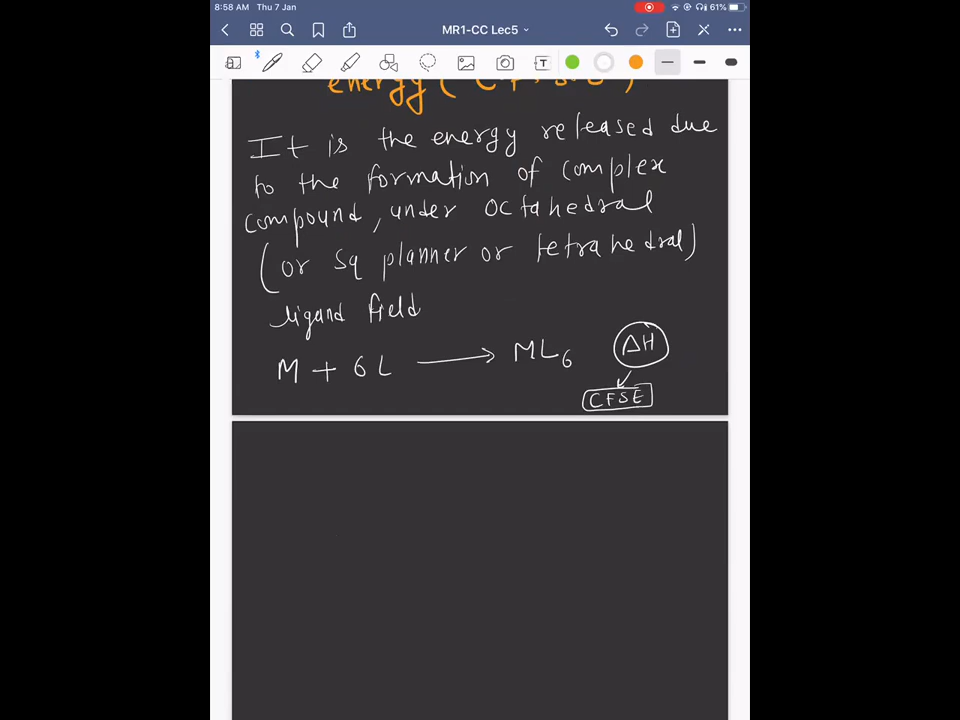 8:58 AM Thu 7 Jan
61%
MR1-CC Lec5
energy (C.F.S.E)
It is the energy released due
to the formation of complex
compound, under octahedral
(or sq planner or tetrahedral)
ligand field
M + 6L → ML6 ΔH
CFSE